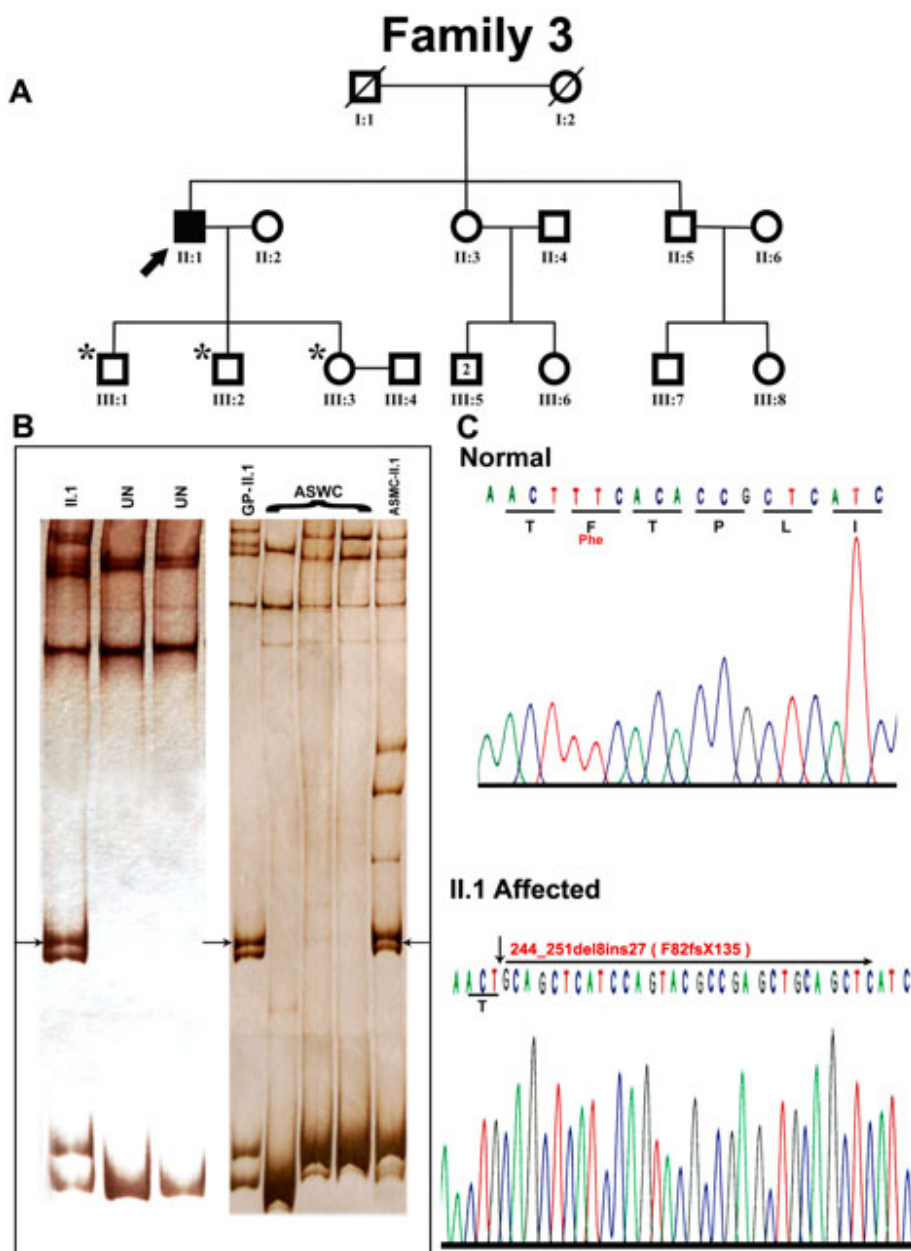 Family 3
A
I:1 I:2
II:1 II:2 II:3 II:4 II:5 II:6
* * *
2
III:1 III:2 III:3 III:4 III:5 III:6 III:7 III:8
B
II.1 UN UN GP-II.1 ASWC ASMC-II.1
C
Normal
A A C T T T C A C A C C G C T C A T C
T F T P L I
Phe
II.1 Affected
244_251del8ins27 ( F82fsX135 )
A A C T G C A G C T C A T C C A G T A C G C C G A G C T G C A G C T C A T C
T